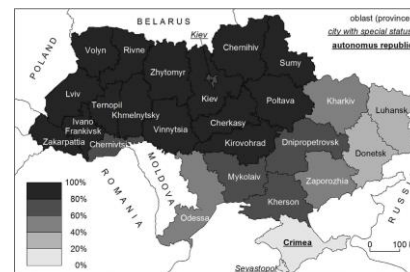 BELARUS
oblast (province)
city with special status
autonomus republic
POLAND
Kiev
Volyn
Rivne
Chernihiv
Sumy
Zhytomyr
Lviv
Kiev
Poltava
Kharkiv
Luhansk
Ternopil
Khmelnytsky
Cherkasy
Ivano
Frankivsk
Vinnytsia
Kirovohrad
Dnipropetrovsk
Donetsk
Zakarpattia
Chernivtsi
MOLDOVA
ROMANIA
Mykolaiv
Zaporozhia
Kherson
Odessa
RUSS
Crimea
Sevastopol
100
100%
80%
60%
40%
20%